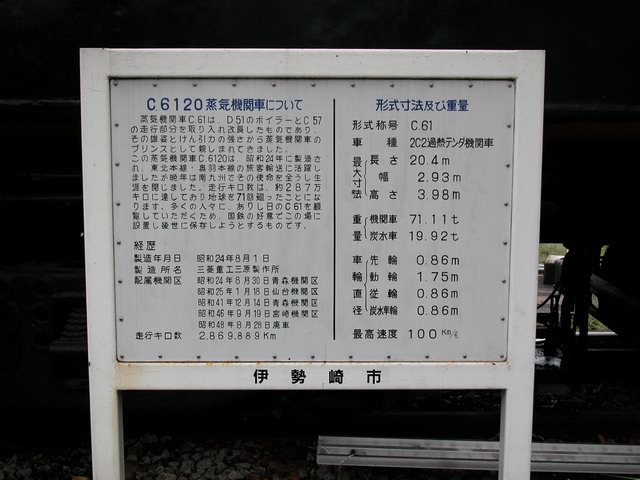 C.6120蒸気機関車について
蒸気機関車C.61は、D.51のボイラーとC.57
の走行部分を取り入れ改良したものであり、
その雄姿とけん引力の強さから蒸気機関車の
プリンスとして親しまれてきました。
この蒸気機関車C.6120は、昭和24年に製造さ
れ、東北本線・奥羽本線の旅客輸送に活躍し
ましたが晩年は南九州でその使命を全うし生
涯を閉じました。走行キロ数は、約287万
キロに達しており地球を71回廻ったことにな
ります。多くの人々に、ありし日のC.61を観
覧していただくため、国鉄の好意でこの場に
設置し後世に保存しようとするものです。
経歴
製造年月日 昭和24年8月1日
製造所名 三菱重工三原製作所
配属機関区 昭和24年8月30日青森機関区
昭和25年1月18日仙台機関区
昭和41年12月14日青森機関区
昭和46年9月19日宮崎機関区
昭和48年8月28日廃車
走行キロ数 2.869.889Km
形式寸法及び重量
形式称号 C.61
車種 2C2過熱テンダ機関車
最大寸法 長さ 20.4m
幅 2.93m
高さ 3.98m
重量 機関車 71.11t
炭水車 19.92t
車輪直径 先輪 0.86m
動輪 1.75m
従輪 0.86m
炭水車輪 0.86m
最高速度 100Km/h
伊勢崎市